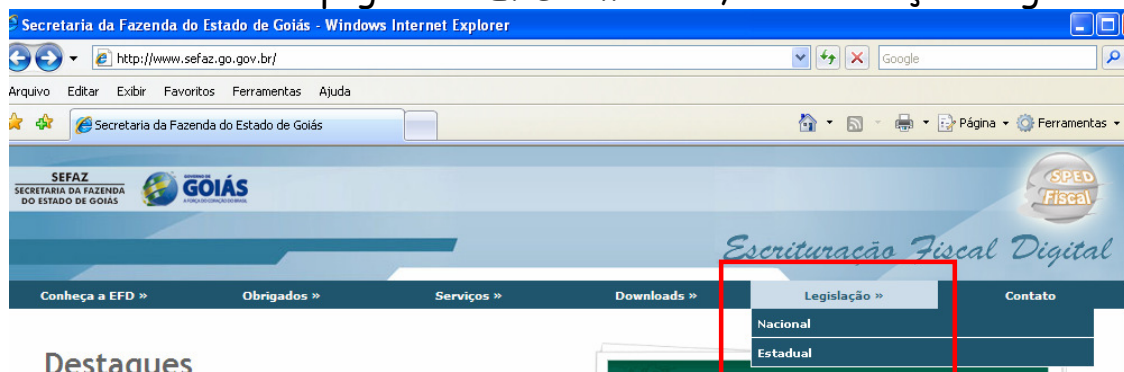 Secretaria da Fazenda do Estado de Goiás - Windows Internet Explorer
http://www.sefaz.go.gov.br/
Google
Arquivo Editar Exibir Favoritos Ferramentas Ajuda
Secretaria da Fazenda do Estado de Goiás
Página Ferramentas
SEFAZ
SECRETARIA DA FAZENDA
DO ESTADO DE GOIÁS
GOIÁS
SPED
Fiscal
Escrituração Fiscal Digital
Conheça a EFD » Obrigados » Serviços » Downloads » Legislação » Contato
Nacional
Estadual
Destaques